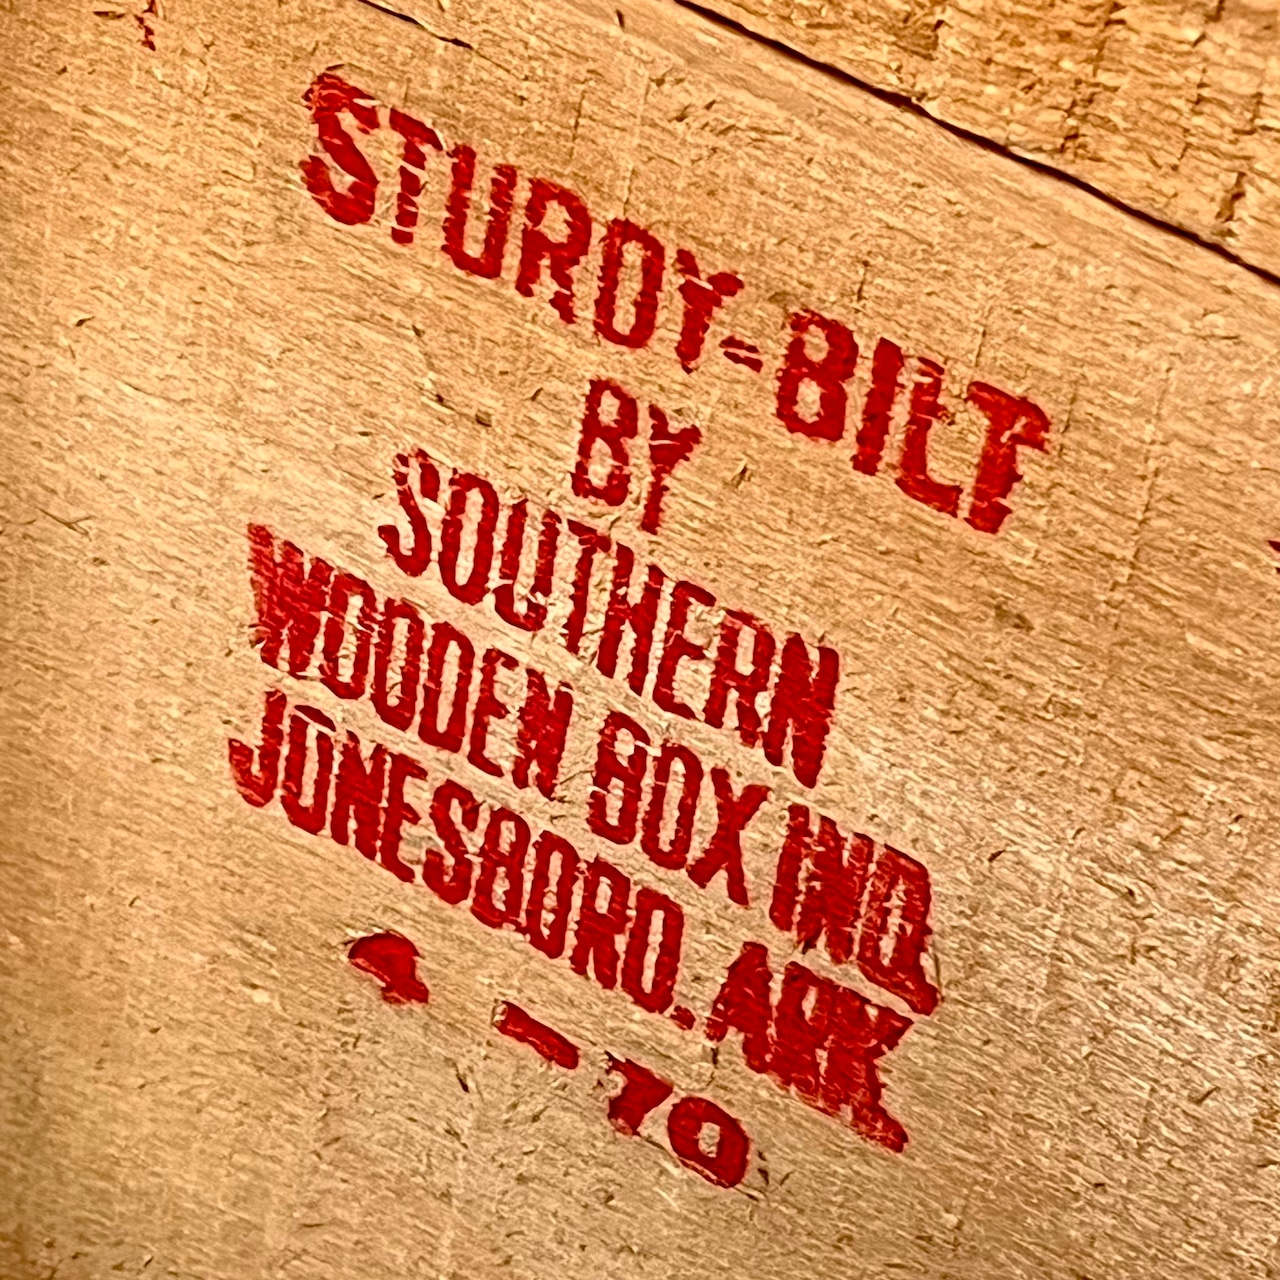 STURDY-BILT
BY
SOUTHERN
WOODEN BOX IND
JONESBORO. ARK
- 70